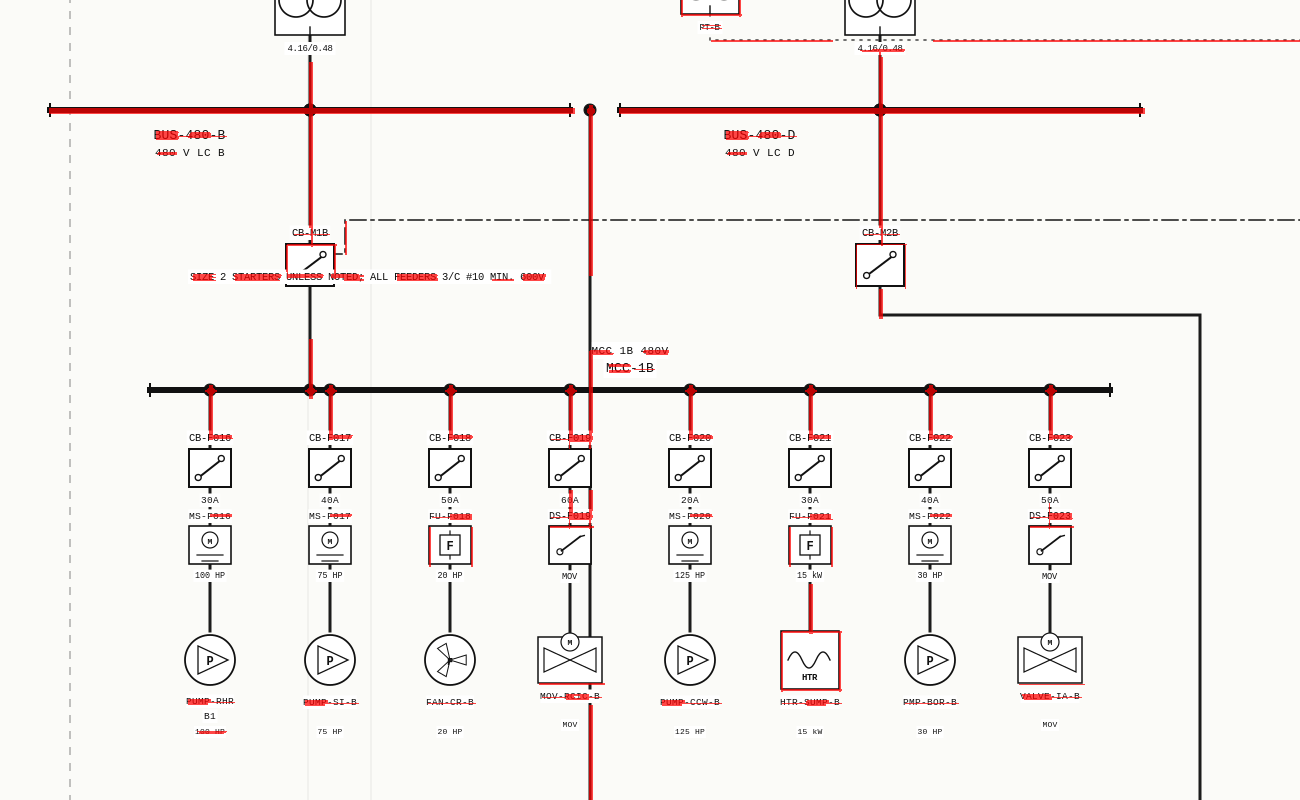 PT-B
4.16/0.48
4.16/0.48
BUS-480-B
480 V LC B
BUS-480-D
480 V LC D
CB-M1B
CB-M2B
SIZE 2 STARTERS UNLESS NOTED; ALL FEEDERS 3/C #10 MIN. 600V
MCC 1B 480V
MCC-1B
CB-F016
CB-F017
CB-F018
CB-F019
CB-F020
CB-F021
CB-F022
CB-F023
30A
40A
50A
60A
20A
30A
40A
50A
MS-F016
MS-F017
FU-F018
DS-F019
MS-F020
FU-F021
MS-F022
DS-F023
M
M
F
M
F
M
100 HP
75 HP
20 HP
MOV
125 HP
15 kW
30 HP
MOV
P
P
M
P
HTR
P
M
PUMP-RHR
B1
PUMP-SI-B
FAN-CR-B
MOV-RCIC-B
PUMP-CCW-B
HTR-SUMP-B
PMP-BOR-B
VALVE-IA-B
100 HP
75 HP
20 HP
MOV
125 HP
15 kW
30 HP
MOV